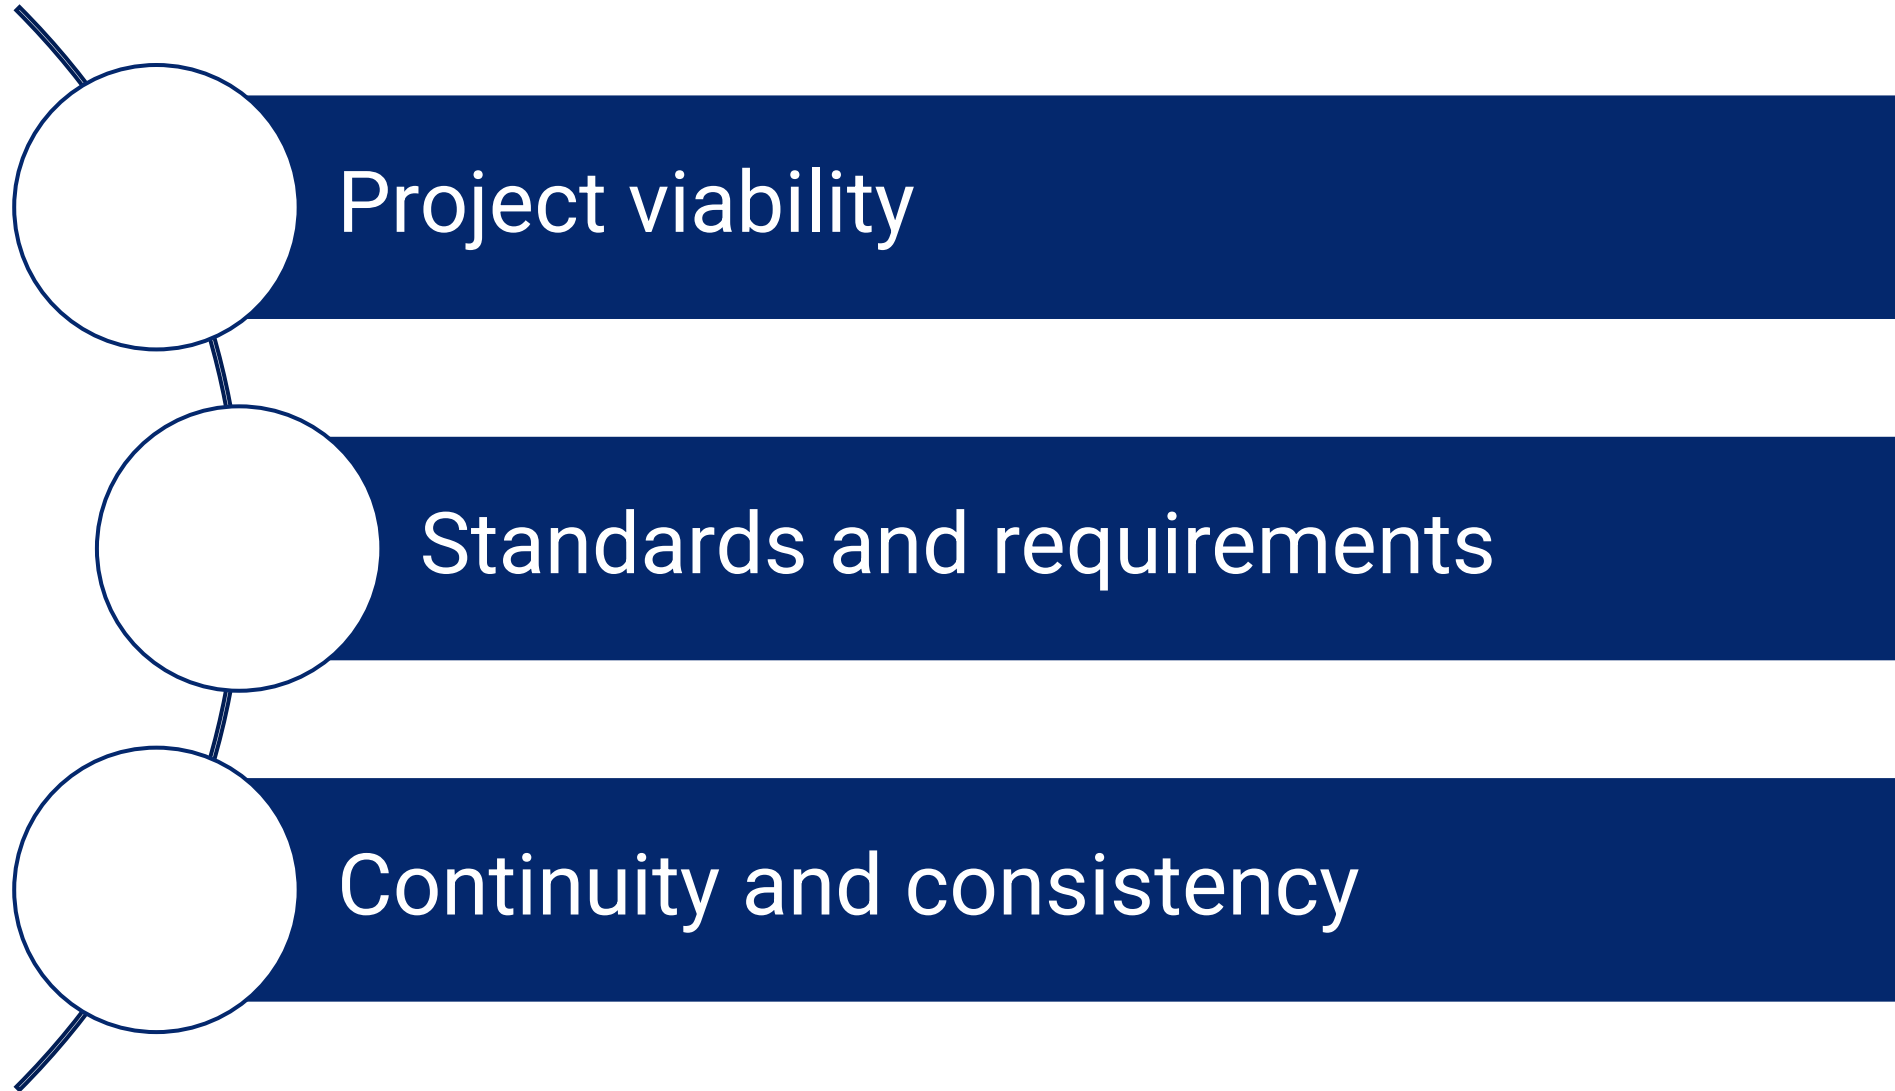 Project viability
Standards and requirements
Continuity and consistency